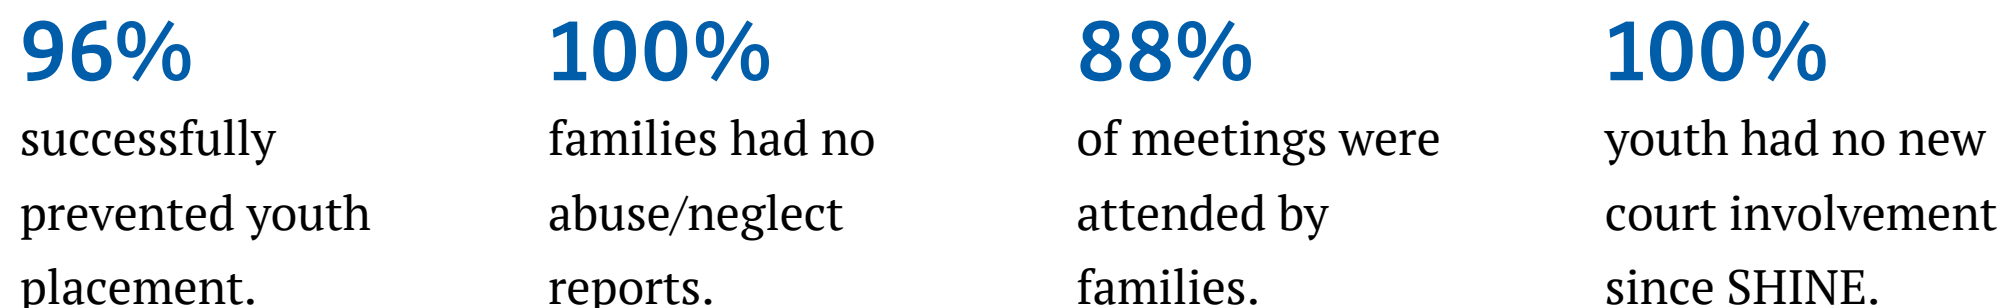 96%
successfully
prevented youth
placement.
100%
families had no
abuse/neglect
reports.
88%
of meetings were
attended by
families.
100%
youth had no new
court involvement
since SHINE.